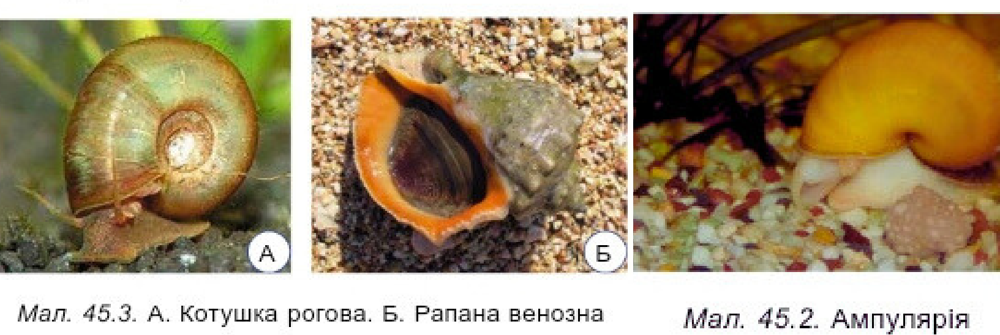 А
Б
Мал. 45.3. А. Котушка рогова. Б. Рапана венозна
Мал. 45.2. Ампулярія